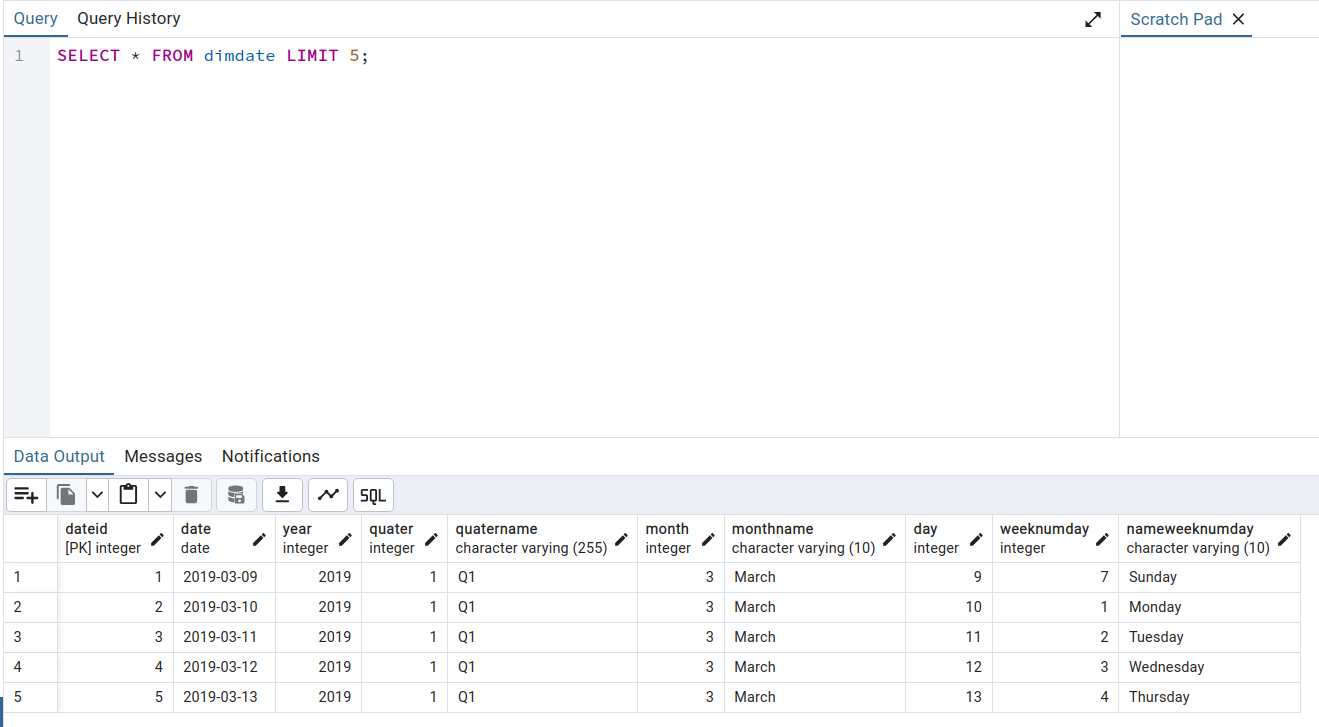 Query Query History Scratch Pad
1 SELECT * FROM dimdate LIMIT 5;
Data Output Messages Notifications
SQL
dateid date year quater quatername month monthname day weeknumday nameweeknumday
[PK] integer date integer integer character varying (255) integer character varying (10) integer integer character varying (10)
1 1 2019-03-09 2019 1 Q1 3 March 9 7 Sunday
2 2 2019-03-10 2019 1 Q1 3 March 10 1 Monday
3 3 2019-03-11 2019 1 Q1 3 March 11 2 Tuesday
4 4 2019-03-12 2019 1 Q1 3 March 12 3 Wednesday
5 5 2019-03-13 2019 1 Q1 3 March 13 4 Thursday